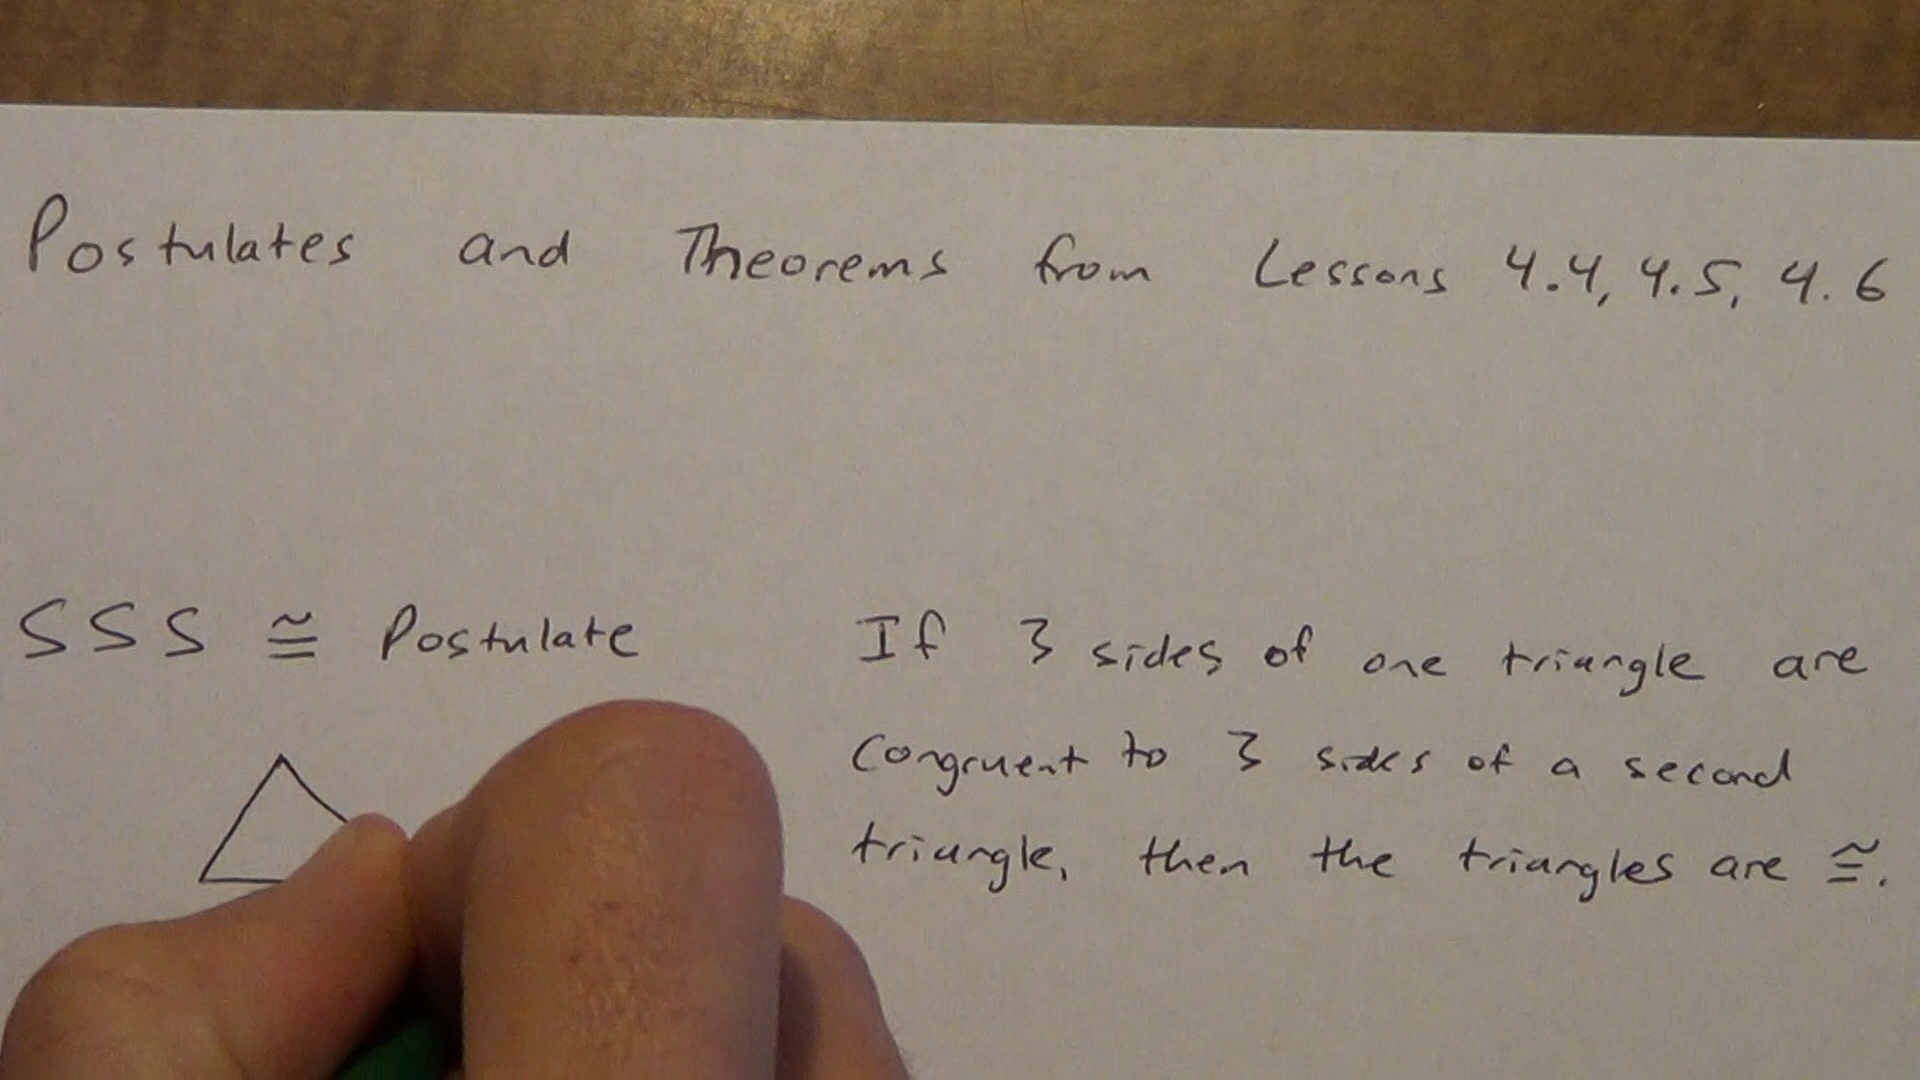 Postulates and Theorems from Lessons 4.4, 4.5, 4.6
SSS ≅ Postulate
If 3 sides of one triangle are
congruent to 3 sides of a second
triangle, then the triangles are ≅.